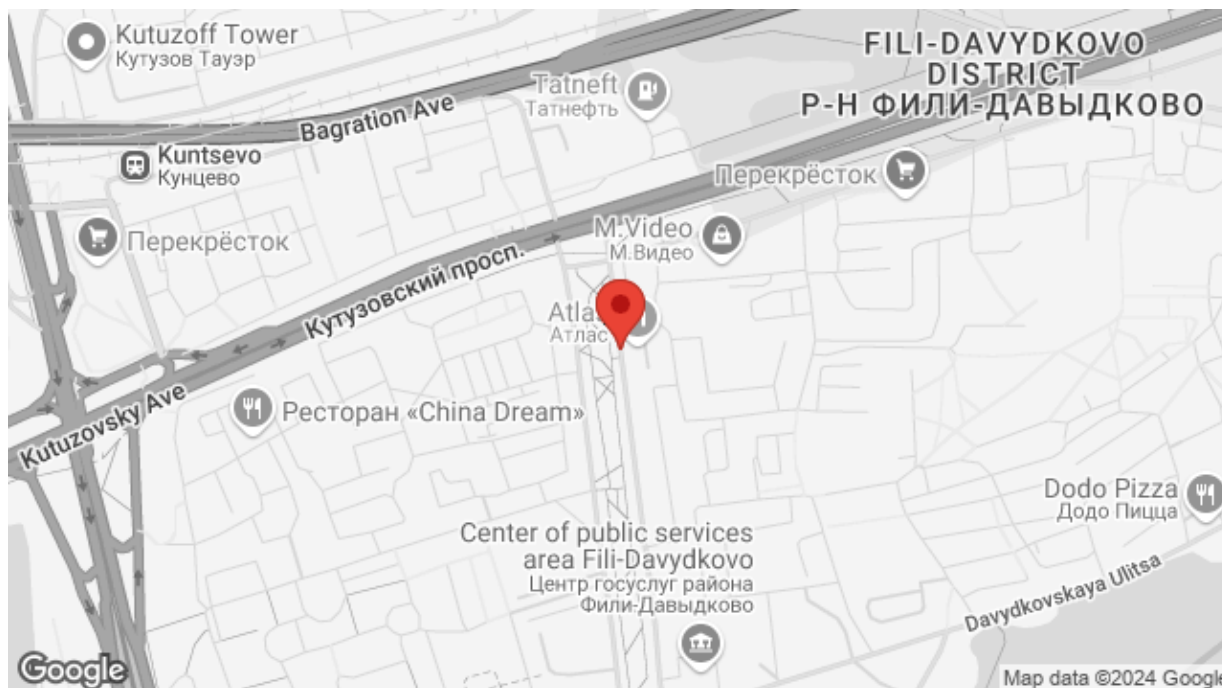 Kutuzoff Tower
Кутузов Тауэр
FILI-DAVYDKOVO
DISTRICT
Р-Н ФИЛИ-ДАВЫДКОВО
Tatneft
Татнефть
Bagration Ave
Kuntsevo
Кунцево
Перекрёсток
Перекрёсток
M.Video
М.Видео
Кутузовский просп.
Atlas
Атлас
Kutuzovsky Ave
Ресторан «China Dream»
Dodo Pizza
Додо Пицца
Center of public services
area Fili-Davydkovo
Центр госуслуг района
Фили-Давыдково
Davydkovskaya Ulitsa
Google
Map data ©2024 Google